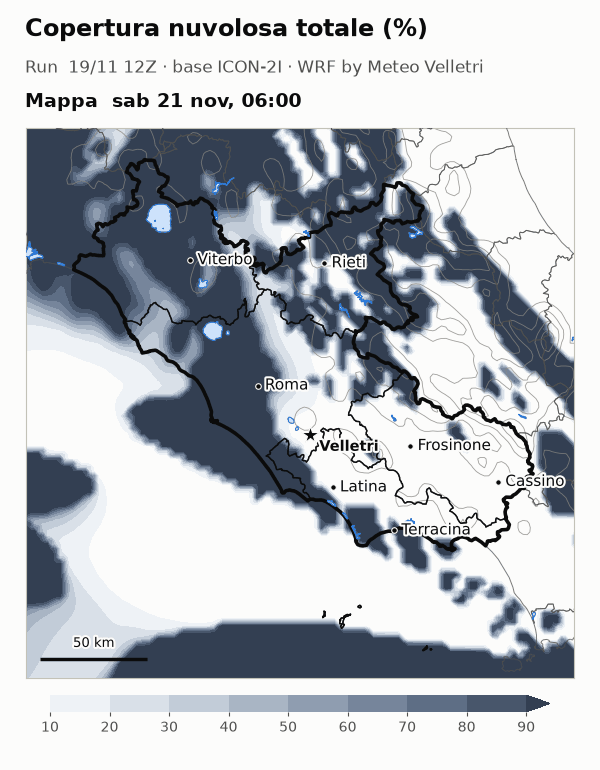 Copertura nuvolosa totale (%)
Run  19/11 12Z · base ICON-2I · WRF by Meteo Velletri
Mappa  sab 21 nov, 06:00
Viterbo
Rieti
Roma
Velletri
Frosinone
Cassino
Latina
Terracina
50 km
10 20 30 40 50 60 70 80 90